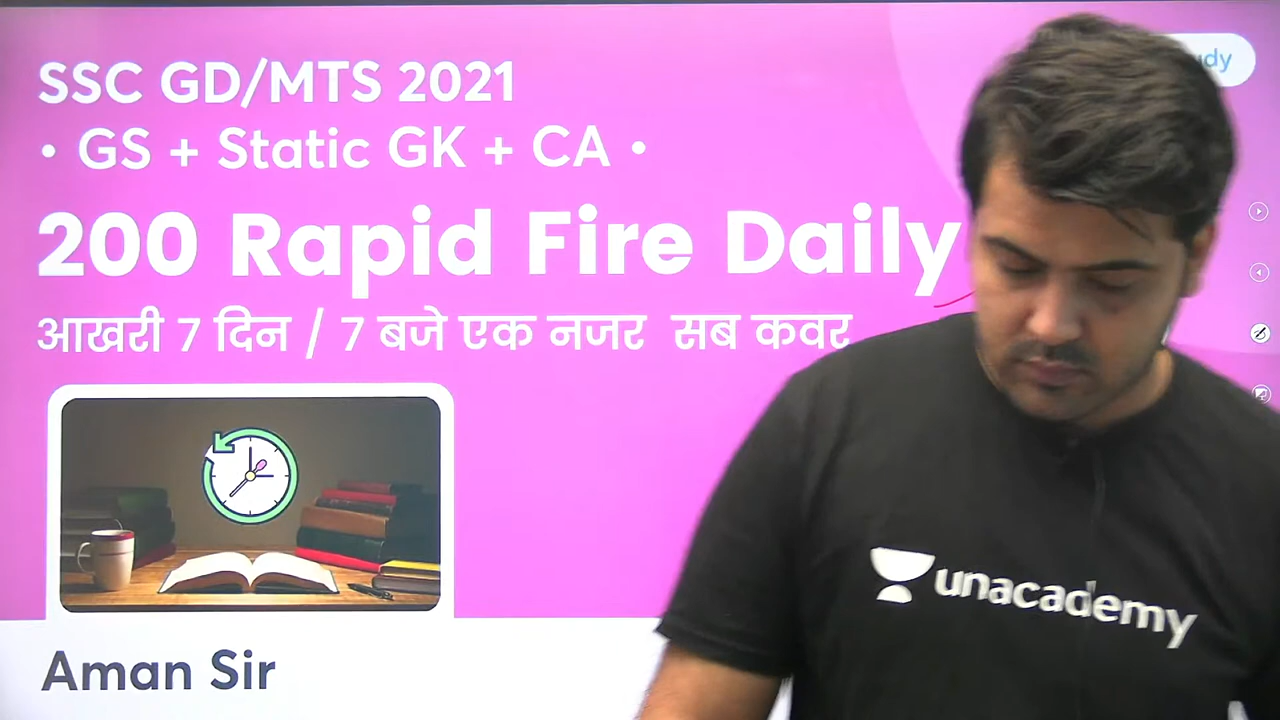 SSC GD/MTS 2021
• GS + Static GK + CA •
200 Rapid Fire Daily
आखरी 7 दिन / 7 बजे एक नजर सब कवर
Aman Sir
unacademy